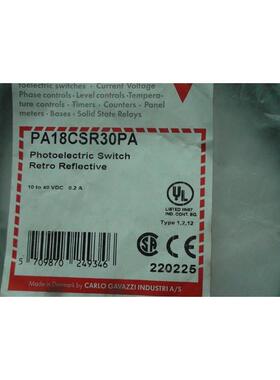 toelectric switches • Current Voltage
Phase controls • Level controls-Tempera-
ture controls - Timers - Counters - Panel
meters - Bases - Solid State Relays
PA18CSR30PA
Photoelectric Switch
Retro Reflective
10 to 40 VDC 0.2 A
UL
LISTED
IND. CONT. EQ.
Type 1,2,12
CE
220225
5 709870 249346
Made in Denmark by CARLO GAVAZZI INDUSTRI A/S